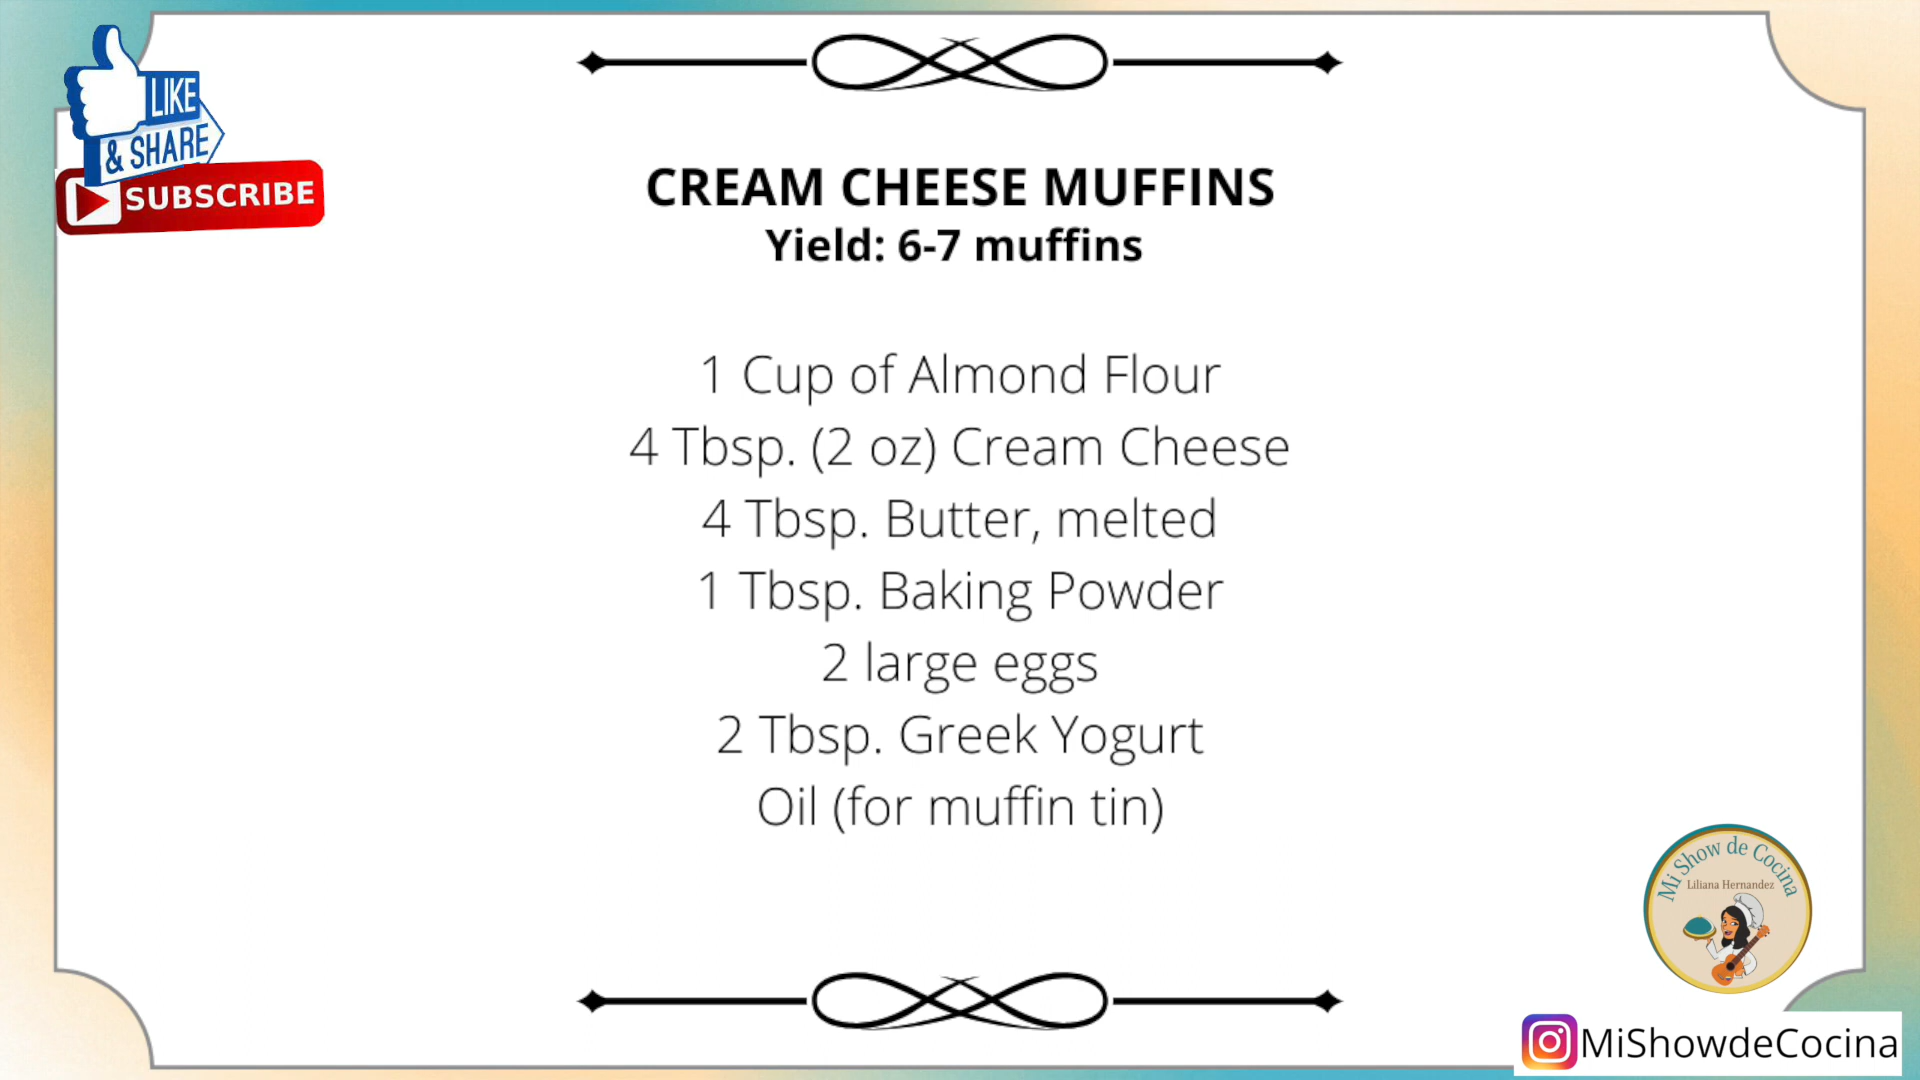 LIKE
& SHARE
SUBSCRIBE
CREAM CHEESE MUFFINS
Yield: 6-7 muffins
1 Cup of Almond Flour
4 Tbsp. (2 oz) Cream Cheese
4 Tbsp. Butter, melted
1 Tbsp. Baking Powder
2 large eggs
2 Tbsp. Greek Yogurt
Oil (for muffin tin)
Mi Show de Cocina
Liliana Hernandez
MiShowdeCocina